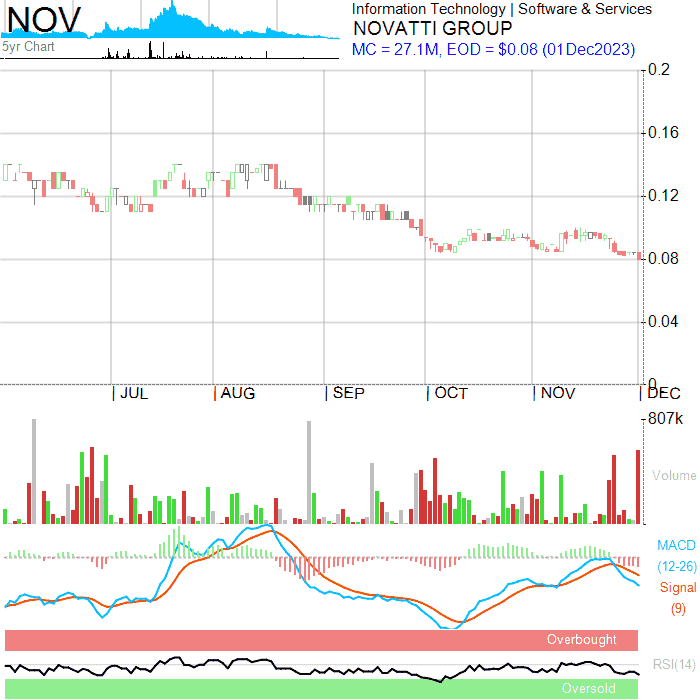 NOV
5yr Chart
Information Technology | Software & Services
NOVATTI GROUP
MC = 27.1M, EOD = $0.08 (01Dec2023)
0.2
0.16
0.12
0.08
0.04
0
| JUL | AUG | SEP | OCT | NOV | DEC
807k
Volume
MACD
(12-26)
Signal
(9)
Overbought
RSI(14)
Oversold